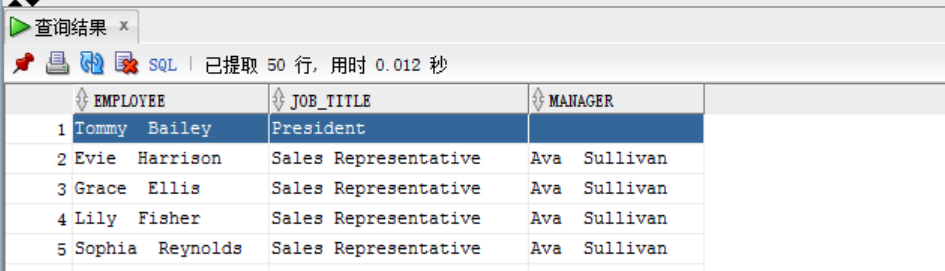 查询结果 ×
SQL | 已提取 50 行, 用时 0.012 秒
EMPLOYEE JOB_TITLE MANAGER
1 Tommy  Bailey President
2 Evie  Harrison Sales Representative Ava  Sullivan
3 Grace  Ellis Sales Representative Ava  Sullivan
4 Lily  Fisher Sales Representative Ava  Sullivan
5 Sophia  Reynolds Sales Representative Ava  Sullivan